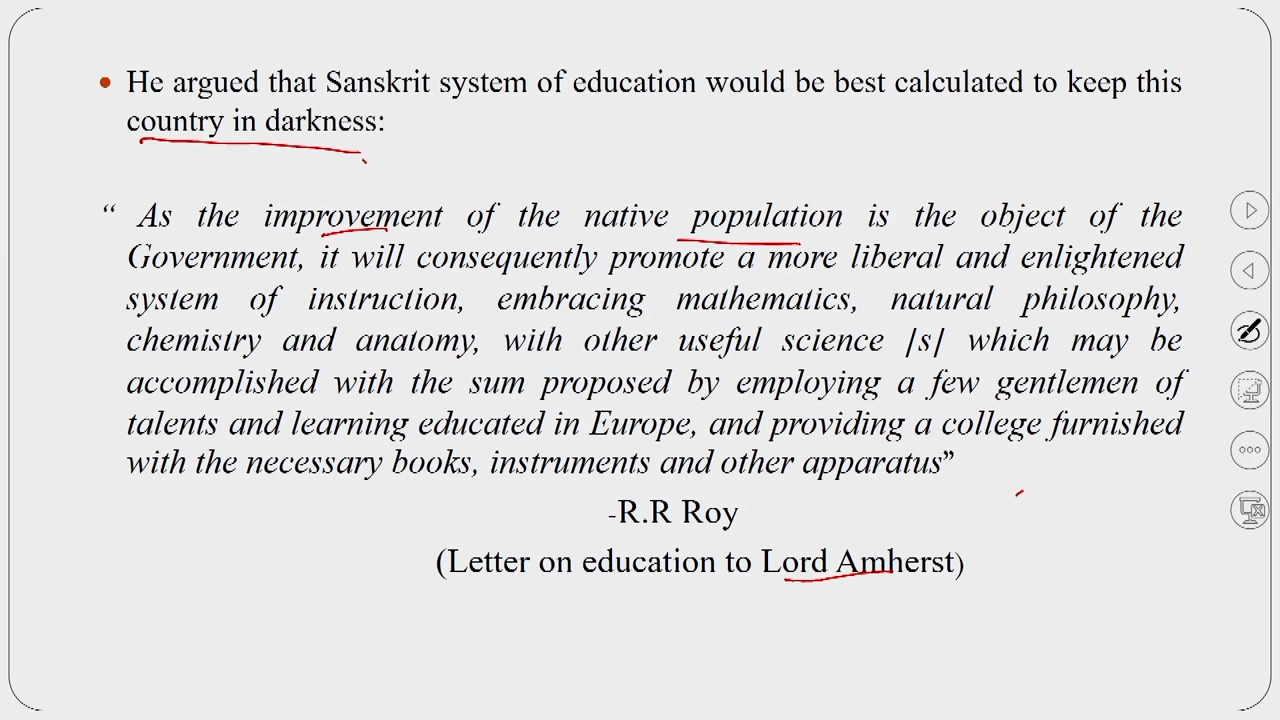 • He argued that Sanskrit system of education would be best calculated to keep this
country in darkness:
“ As the improvement of the native population is the object of the
Government, it will consequently promote a more liberal and enlightened
system of instruction, embracing mathematics, natural philosophy,
chemistry and anatomy, with other useful science [s] which may be
accomplished with the sum proposed by employing a few gentlemen of
talents and learning educated in Europe, and providing a college furnished
with the necessary books, instruments and other apparatus”
-R.R Roy
(Letter on education to Lord Amherst)